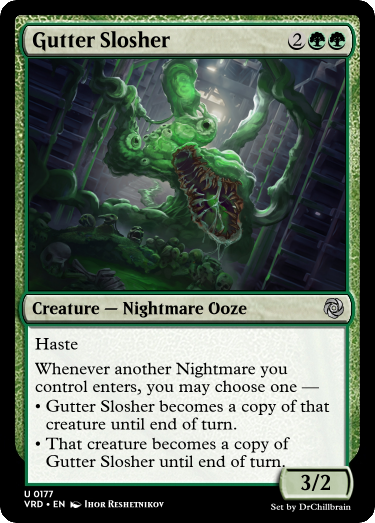 Gutter Slosher 2
Creature — Nightmare Ooze
Haste
Whenever another Nightmare you
control enters, you may choose one —
• Gutter Slosher becomes a copy of that
creature until end of turn.
• That creature becomes a copy of
Gutter Slosher until end of turn.
3/2
U 0177
VRD • EN Ihor Reshetnikov
Set by DrChillbrain